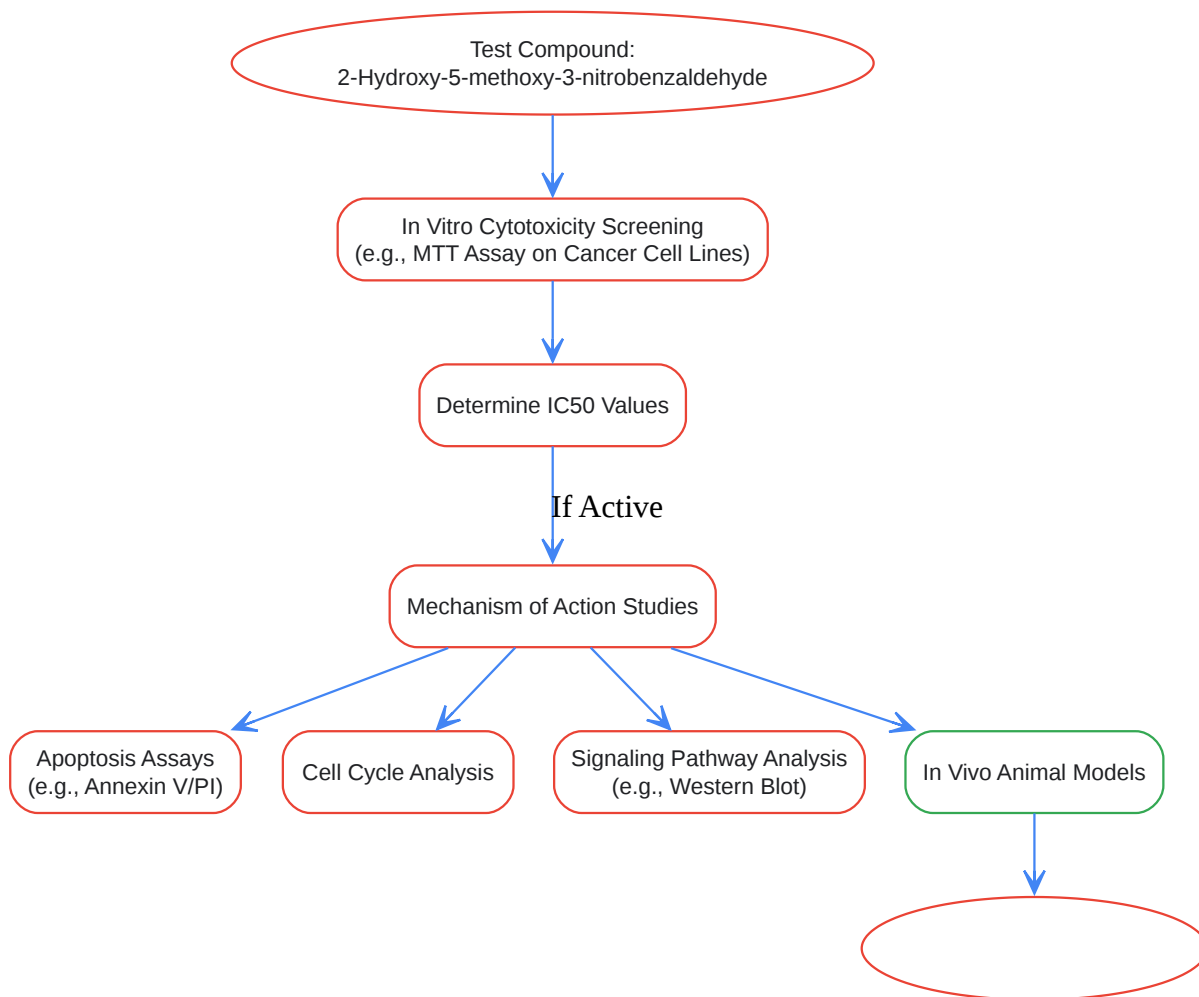 Test Compound:
2-Hydroxy-5-methoxy-3-nitrobenzaldehyde
In Vitro Cytotoxicity Screening
(e.g., MTT Assay on Cancer Cell Lines)
Determine IC50 Values
If Active
Mechanism of Action Studies
Apoptosis Assays
(e.g., Annexin V/PI)
Cell Cycle Analysis
Signaling Pathway Analysis
(e.g., Western Blot)
In Vivo Animal Models